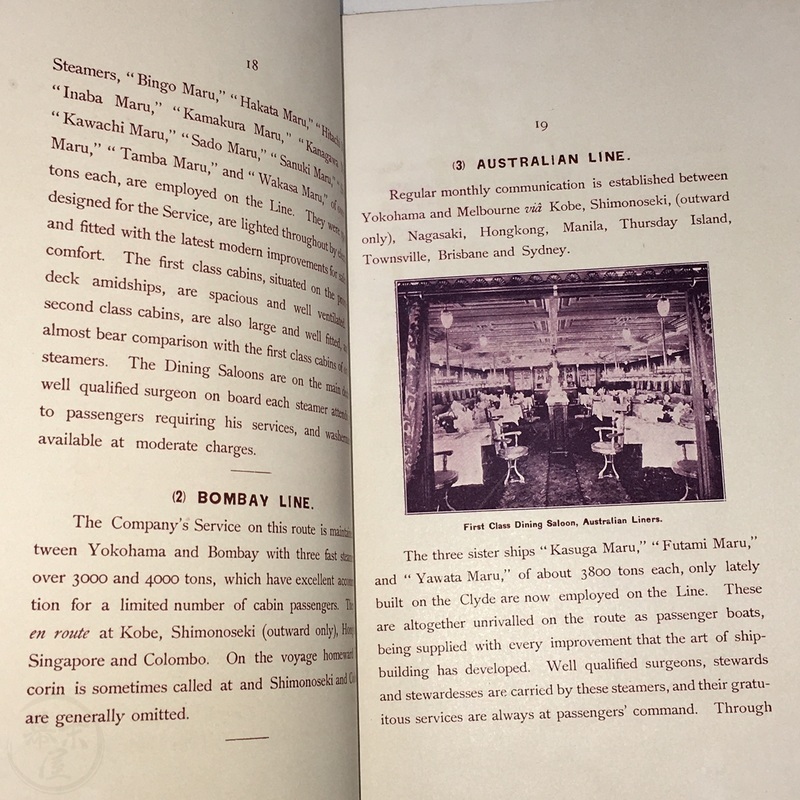 18
Steamers, “Bingo Maru,” “Hakata Maru,” “Hitachi
“Inaba Maru,” “Kamakura Maru,” “Kanagawa
“Kawachi Maru,” “Sado Maru,” “Sanuki Maru,”
Maru,” “Tamba Maru,” and “Wakasa Maru,” of
tons each, are employed on the Line. They were
designed for the Service, are lighted throughout by
and fitted with the latest modern improvements for
comfort. The first class cabins, situated on the
deck amidships, are spacious and well ventilated
second class cabins, are also large and well fitted,
almost bear comparison with the first class cabins of
steamers. The Dining Saloons are on the main
well qualified surgeon on board each steamer
to passengers requiring his services, and
available at moderate charges.
(2) BOMBAY LINE.
The Company’s Service on this route is
tween Yokohama and Bombay with three fast
over 3000 and 4000 tons, which have excellent
tion for a limited number of cabin passengers.
en route at Kobe, Shimonoseki (outward only),
Singapore and Colombo. On the voyage homeward
corin is sometimes called at and Shimonoseki and
are generally omitted.
19
(3) AUSTRALIAN LINE.
Regular monthly communication is established between
Yokohama and Melbourne viâ Kobe, Shimonoseki, (outward
only), Nagasaki, Hongkong, Manila, Thursday Island,
Townsville, Brisbane and Sydney.
First Class Dining Saloon, Australian Liners.
The three sister ships “Kasuga Maru,” “Futami Maru,”
and “Yawata Maru,” of about 3800 tons each, only lately
built on the Clyde are now employed on the Line. These
are altogether unrivalled on the route as passenger boats,
being supplied with every improvement that the art of ship-
building has developed. Well qualified surgeons, stewards
and stewardesses are carried by these steamers, and their gratu-
itous services are always at passengers’ command. Through